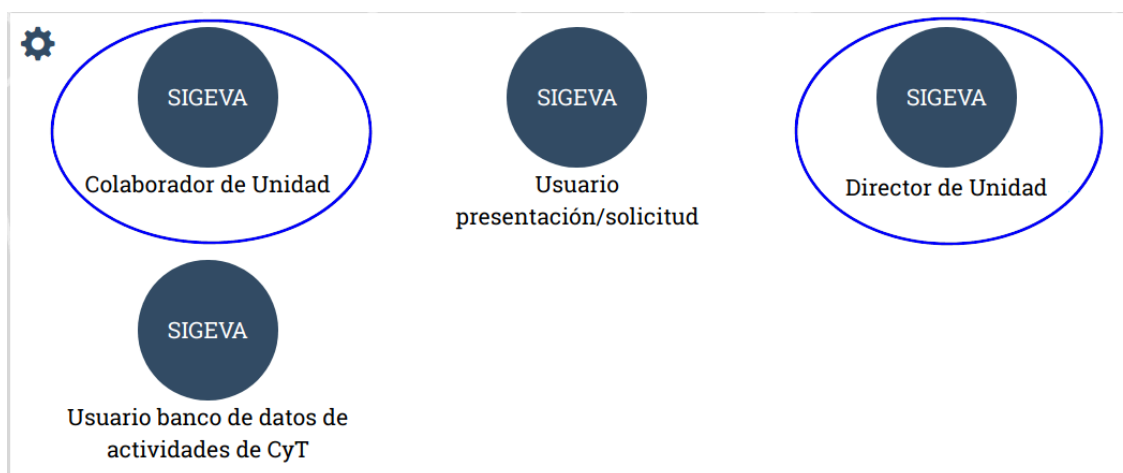 SIGEVA
Colaborador de Unidad
SIGEVA
Usuario
presentación/solicitud
SIGEVA
Director de Unidad
SIGEVA
Usuario banco de datos de
actividades de CyT